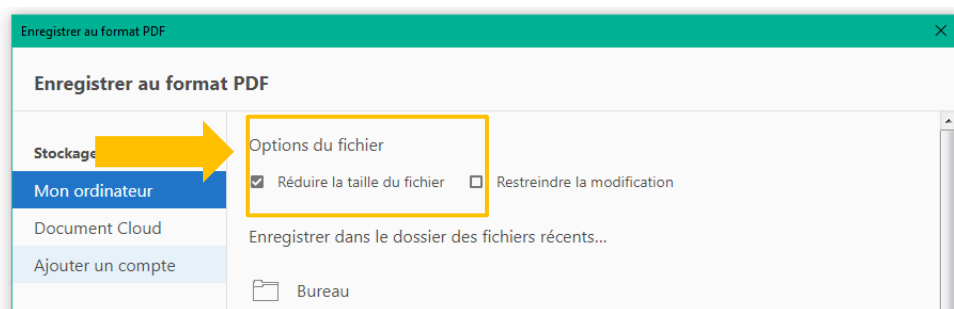 Enregistrer au format PDF
Enregistrer au format PDF
Stockage
Mon ordinateur
Document Cloud
Ajouter un compte
Options du fichier
Réduire la taille du fichier
Restreindre la modification
Enregistrer dans le dossier des fichiers récents...
Bureau